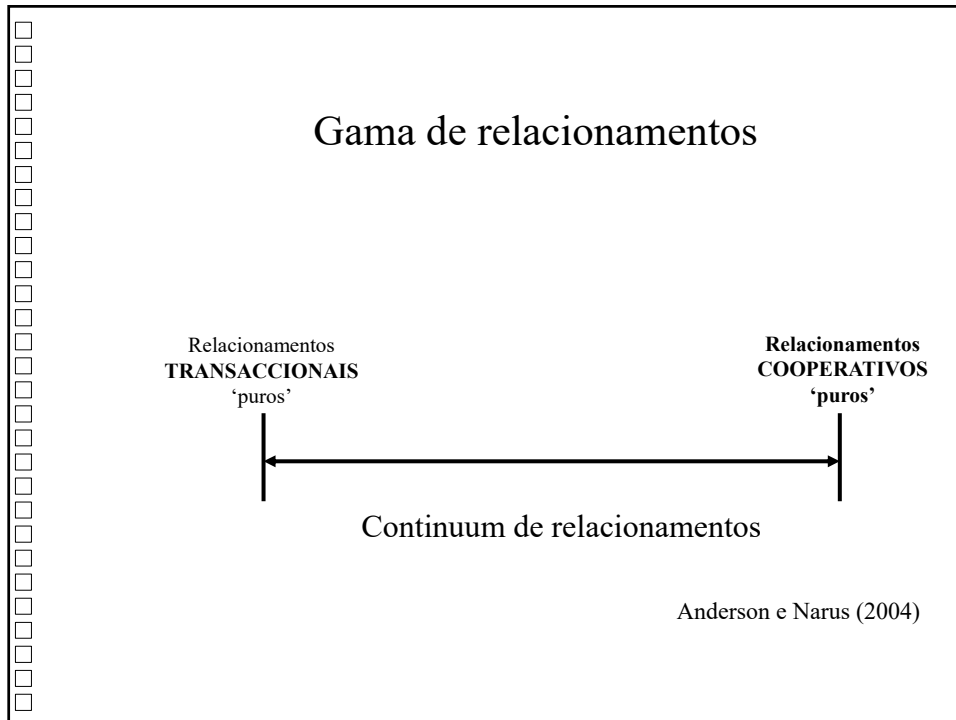 Gama de relacionamentos
Relacionamentos
TRANSACCIONAIS
‘puros’
Relacionamentos
COOPERATIVOS
‘puros’
Continuum de relacionamentos
Anderson e Narus (2004)